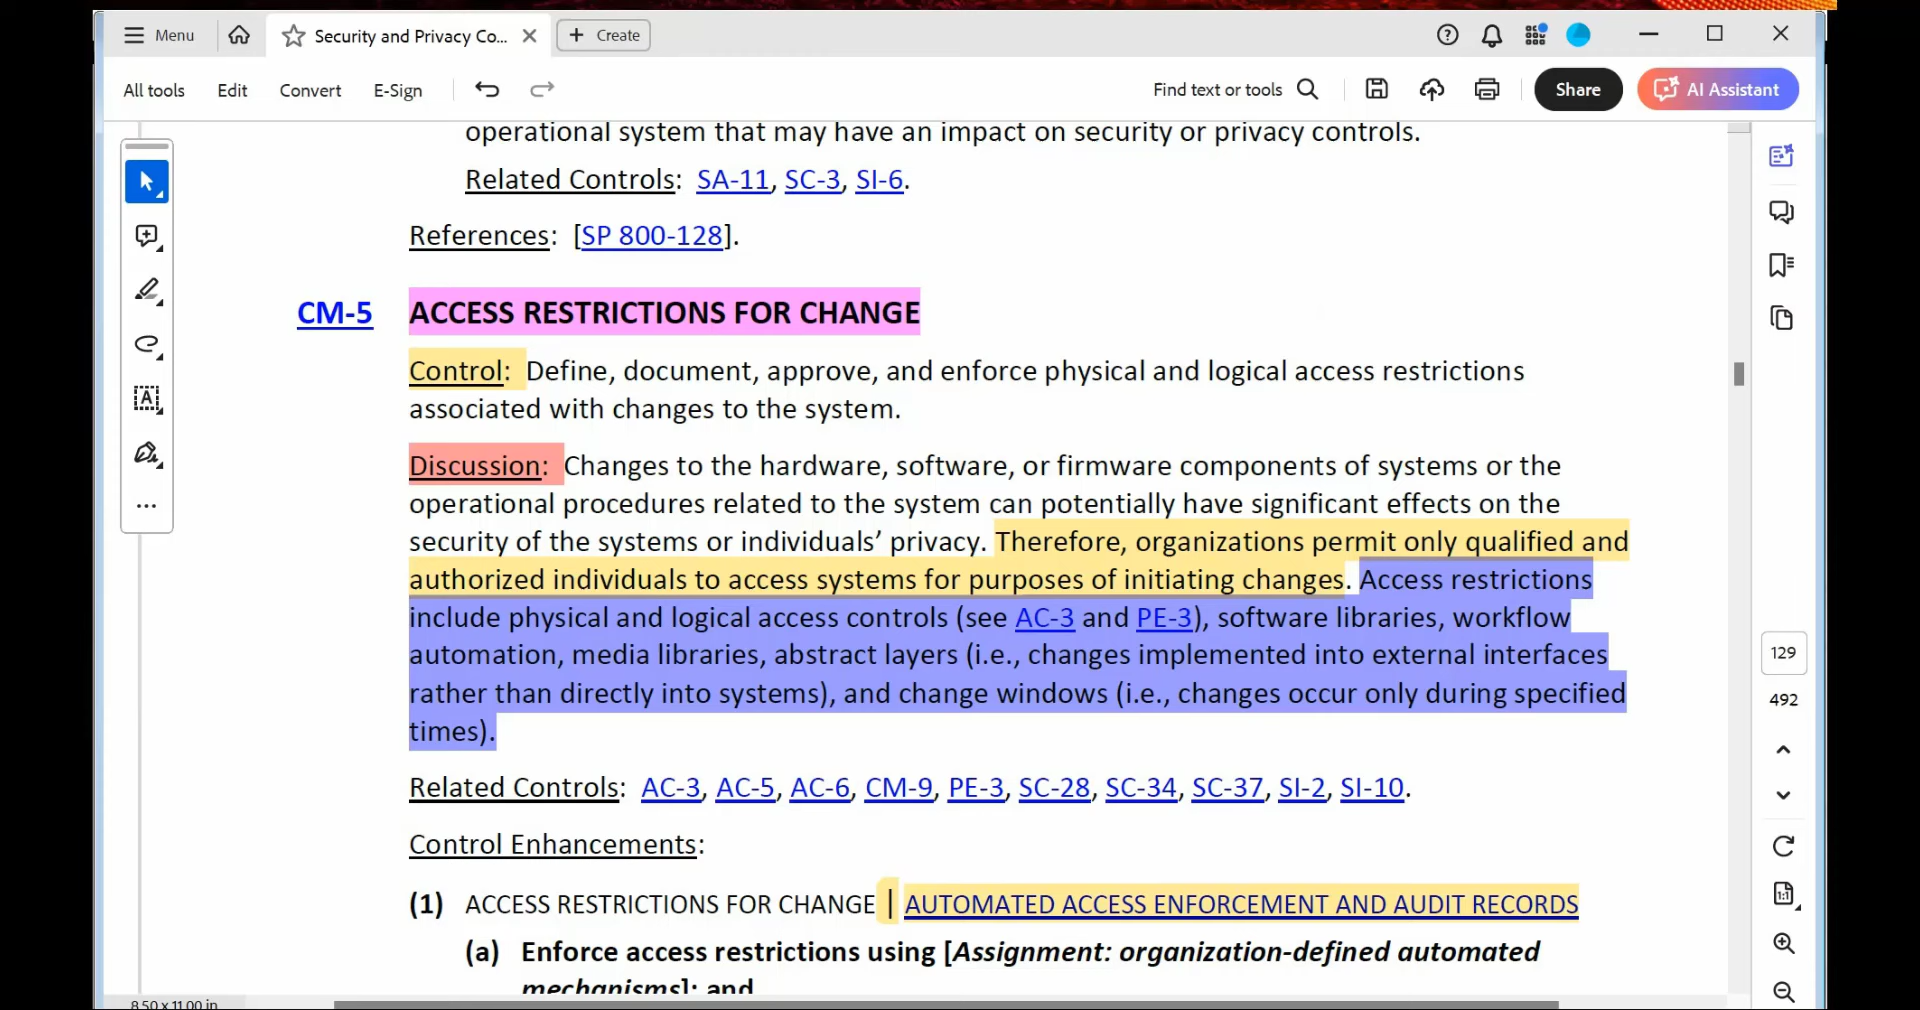 Menu
Security and Privacy Co...
Create
All tools
Edit
Convert
E-Sign
Find text or tools
Share
AI Assistant
operational system that may have an impact on security or privacy controls.
Related Controls: SA-11, SC-3, SI-6.
References: [SP 800-128].
CM-5 ACCESS RESTRICTIONS FOR CHANGE
Control: Define, document, approve, and enforce physical and logical access restrictions
associated with changes to the system.
Discussion: Changes to the hardware, software, or firmware components of systems or the
operational procedures related to the system can potentially have significant effects on the
security of the systems or individuals’ privacy. Therefore, organizations permit only qualified and
authorized individuals to access systems for purposes of initiating changes. Access restrictions
include physical and logical access controls (see AC-3 and PE-3), software libraries, workflow
automation, media libraries, abstract layers (i.e., changes implemented into external interfaces
rather than directly into systems), and change windows (i.e., changes occur only during specified
times).
Related Controls: AC-3, AC-5, AC-6, CM-9, PE-3, SC-28, SC-34, SC-37, SI-2, SI-10.
Control Enhancements:
(1) ACCESS RESTRICTIONS FOR CHANGE | AUTOMATED ACCESS ENFORCEMENT AND AUDIT RECORDS
(a) Enforce access restrictions using [Assignment: organization-defined automated
mechanisms]; and
129
492
8.50 x 11.00 in